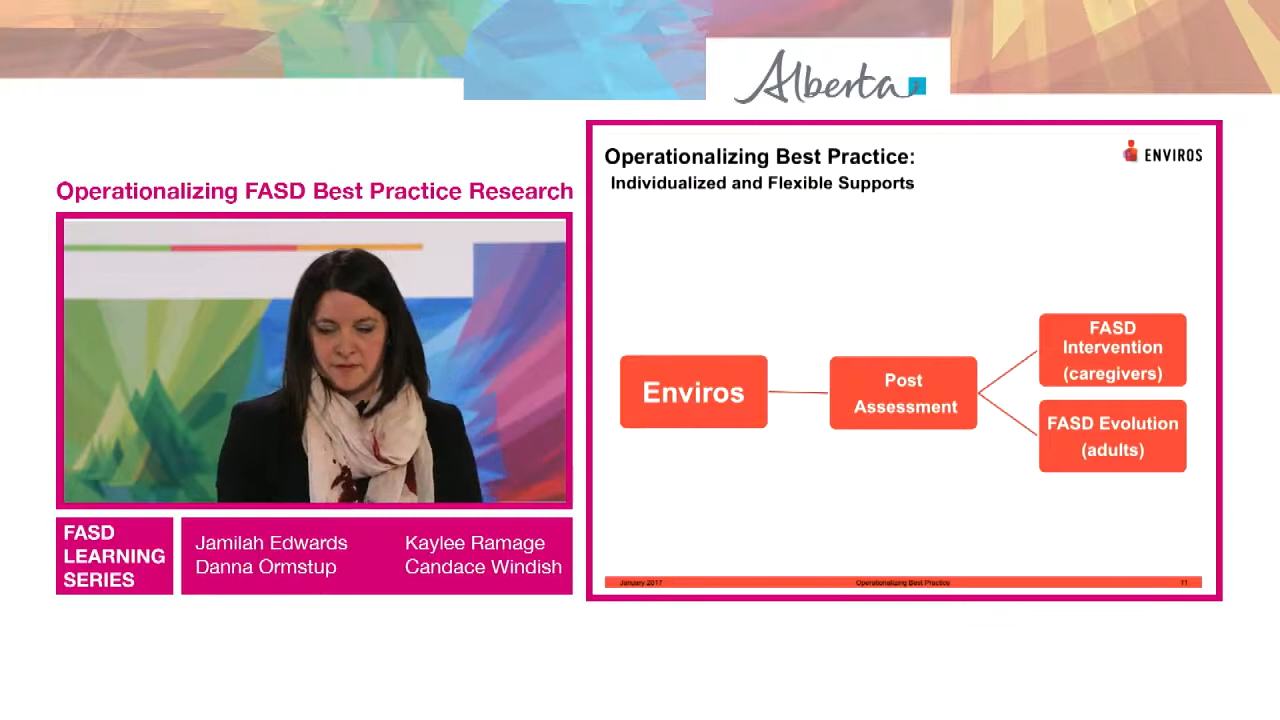 Alberta
Operationalizing FASD Best Practice Research
FASD
LEARNING
SERIES
Jamilah Edwards
Danna Ormstup
Kaylee Ramage
Candace Windish
Operationalizing Best Practice:
Individualized and Flexible Supports
ENVIROS
Enviros
Post
Assessment
FASD
Intervention
(caregivers)
FASD Evolution
(adults)
January 2017
Operationalizing Best Practice
11